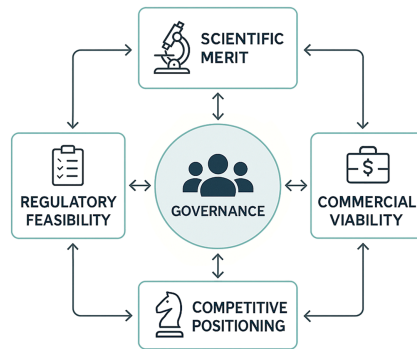 SCIENTIFIC
MERIT
REGULATORY
FEASIBILITY
GOVERNANCE
$
COMMERCIAL
VIABILITY
COMPETITIVE
POSITIONING